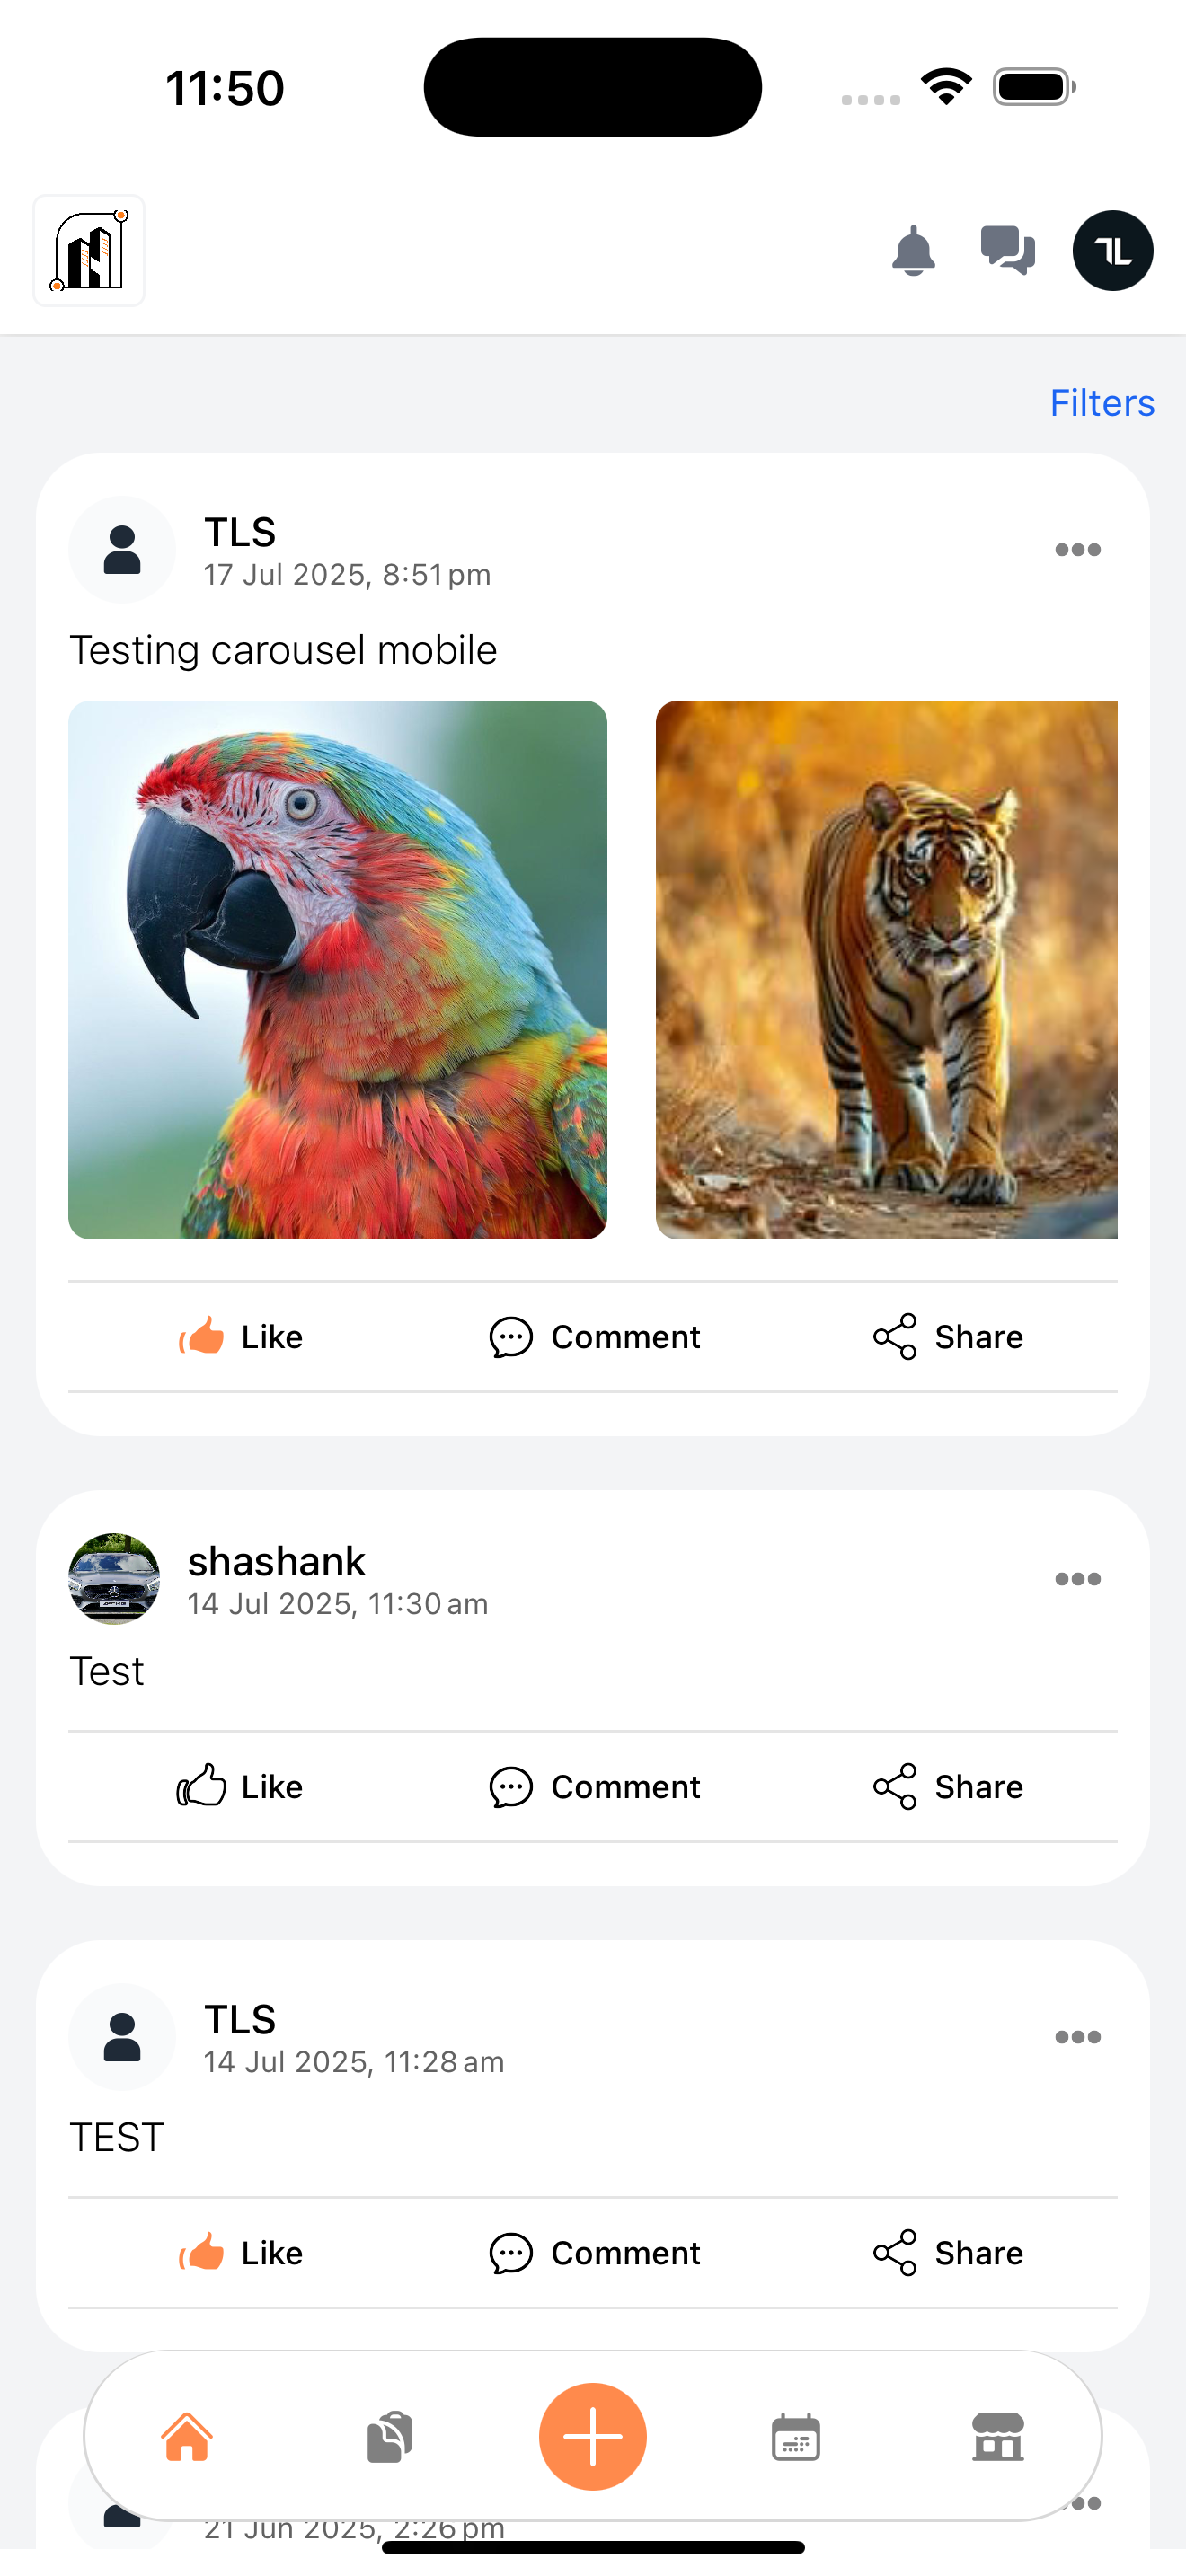 11:50
Filters
TLS
17 Jul 2025, 8:51 pm
Testing carousel mobile
Like
Comment
Share
shashank
14 Jul 2025, 11:30 am
Test
Like
Comment
Share
TLS
14 Jul 2025, 11:28 am
TEST
Like
Comment
Share
21 Jun 2025, 2:26 pm